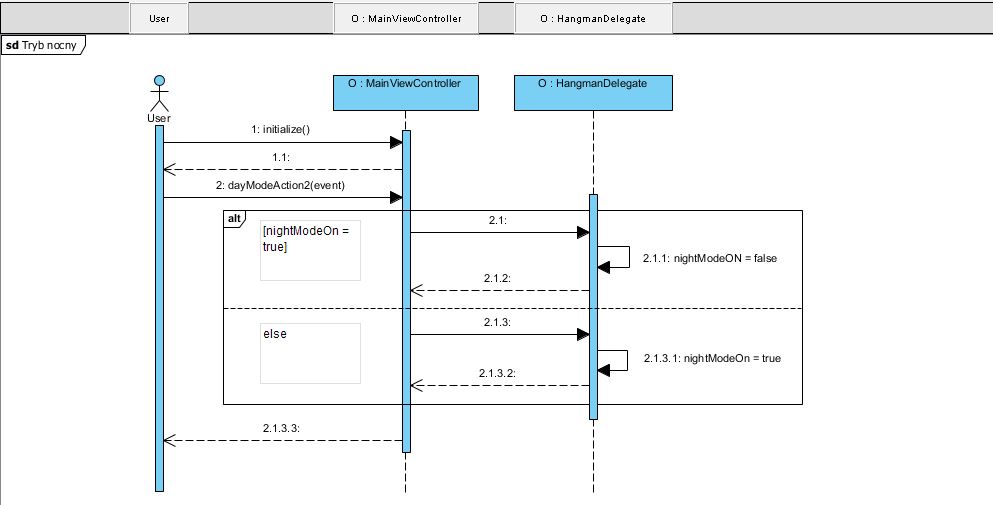 User
O : MainViewController
O : HangmanDelegate
sd Tryb nocny
O : MainViewController
O : HangmanDelegate
User
1: initialize()
1.1:
2: dayModeAction2(event)
alt
[nightModeOn =
true]
2.1:
2.1.1: nightModeON = false
2.1.2:
else
2.1.3:
2.1.3.1: nightModeOn = true
2.1.3.2:
2.1.3.3: